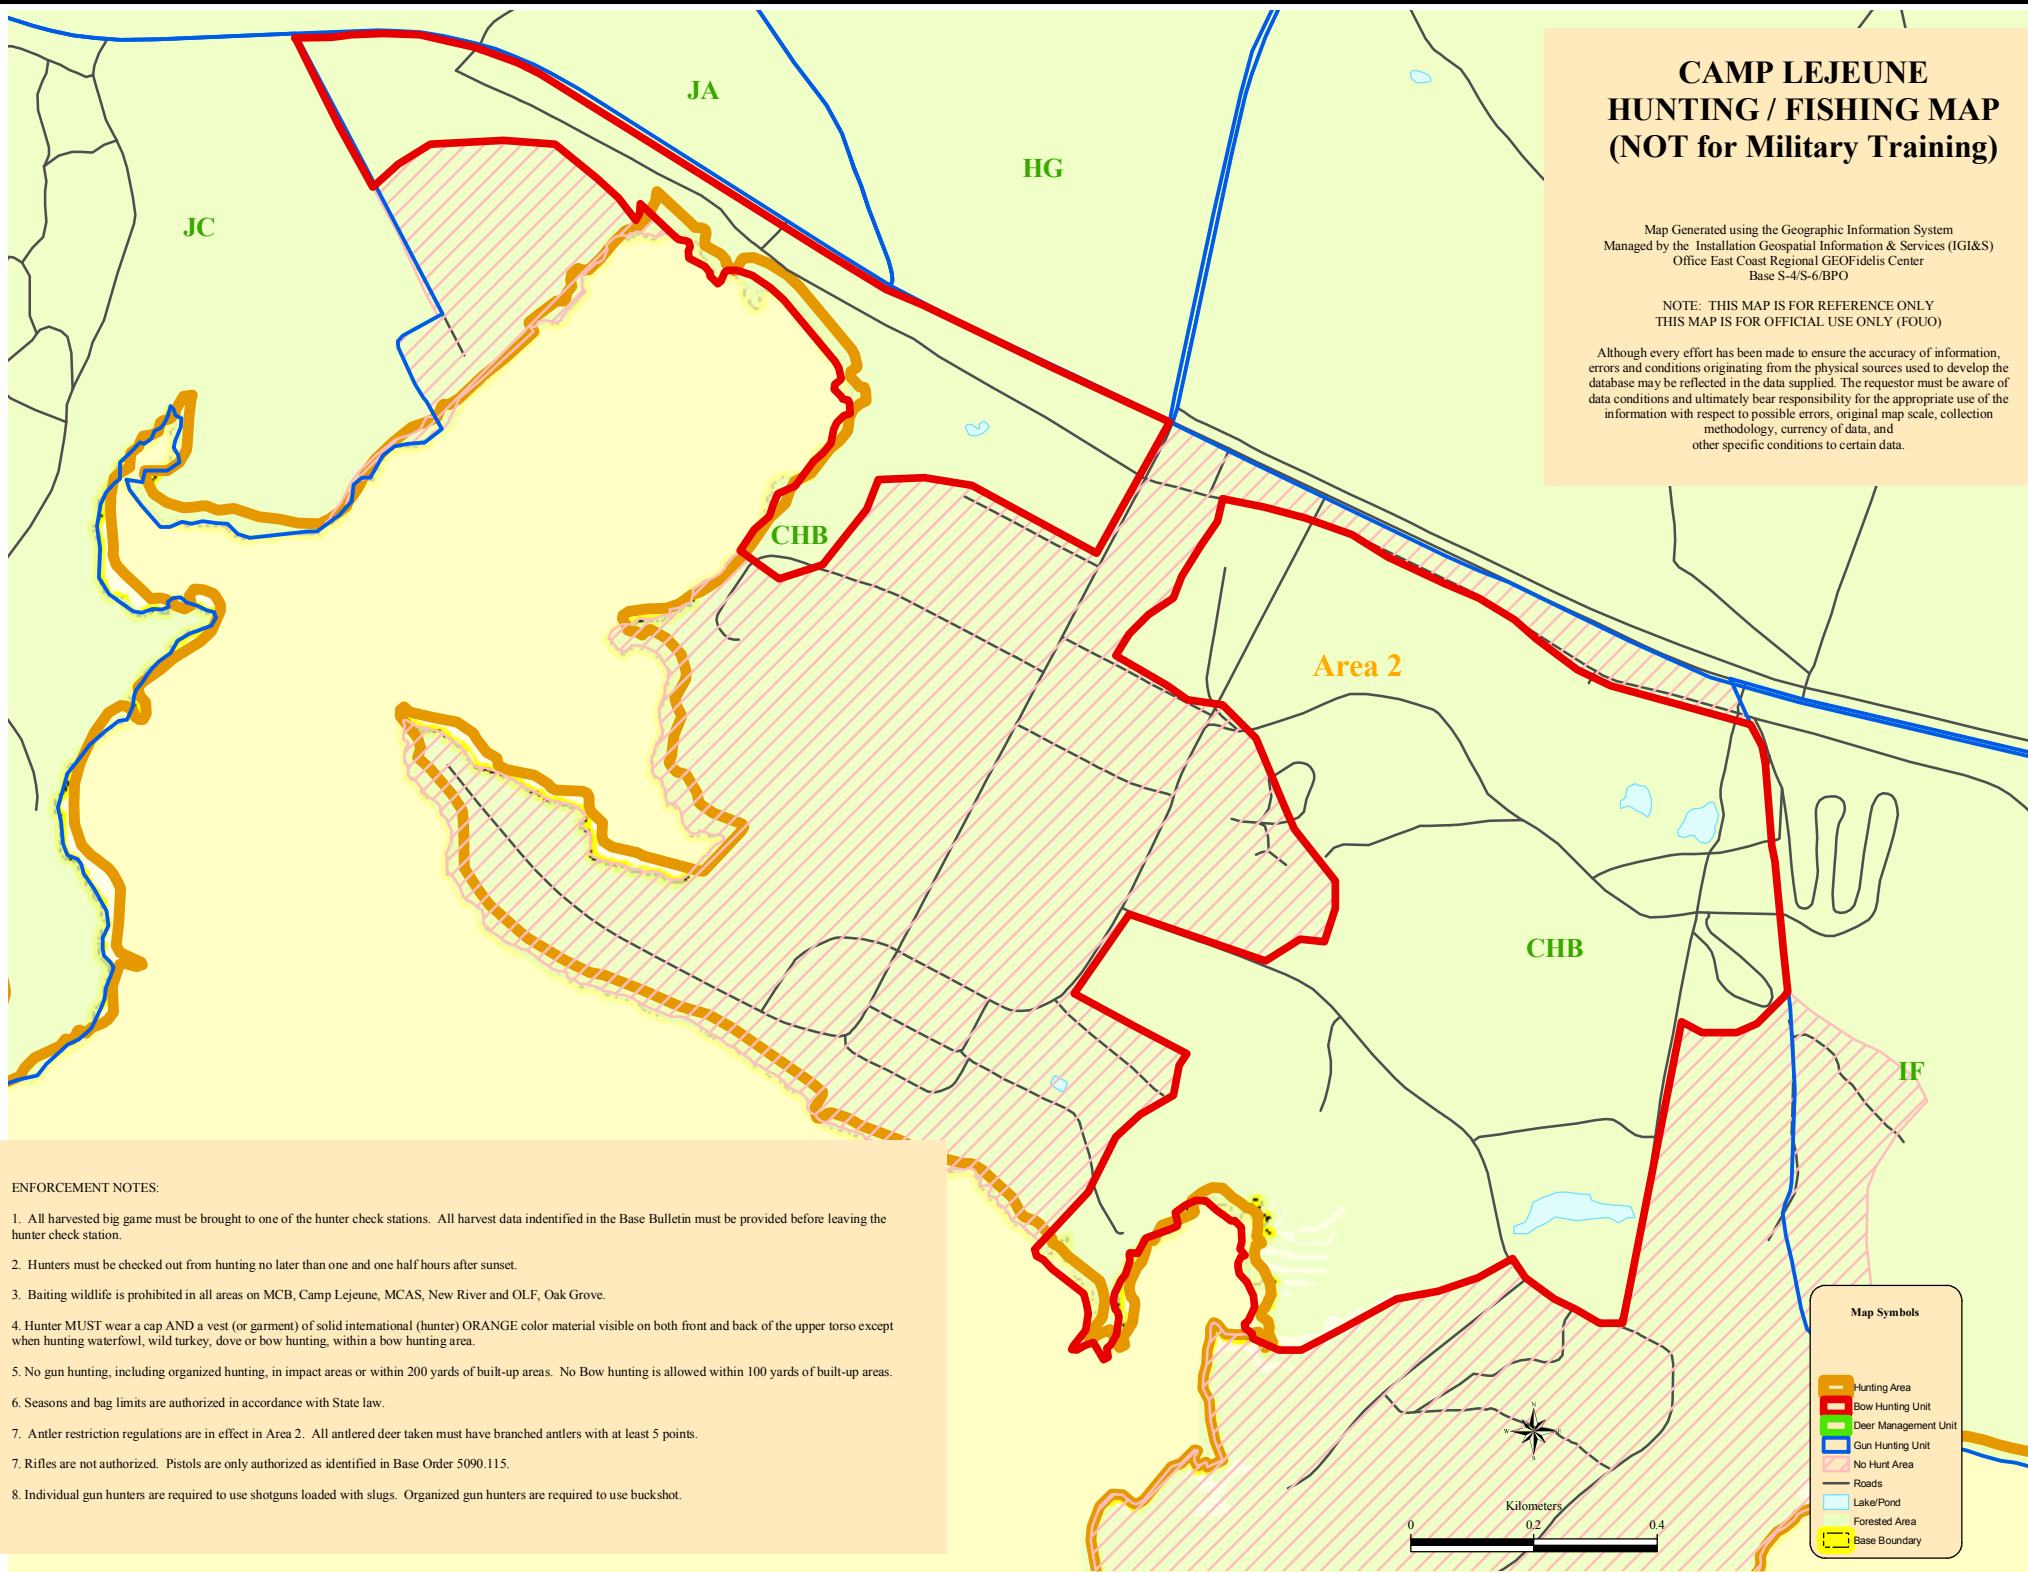 CAMP LEJEUNE
HUNTING / FISHING MAP
(NOT for Military Training)
Map Generated using the Geographic Information System
Managed by the Installation Geospatial Information & Services (IGI&S)
Office East Coast Regional GEOFidelis Center
Base S-4/S-6/BPO
NOTE: THIS MAP IS FOR REFERENCE ONLY
THIS MAP IS FOR OFFICIAL USE ONLY (FOUO)
Although every effort has been made to ensure the accuracy of information,
errors and conditions originating from the physical sources used to develop the
database may be reflected in the data supplied. The requestor must be aware of
data conditions and ultimately bear responsibility for the appropriate use of the
information with respect to possible errors, original map scale, collection
methodology, currency of data, and
other specific conditions to certain data.
JA
HG
JC
CHB
Area 2
CHB
IF
ENFORCEMENT NOTES:
1. All harvested big game must be brought to one of the hunter check stations. All harvest data indentified in the Base Bulletin must be provided before leaving the
hunter check station.
2. Hunters must be checked out from hunting no later than one and one half hours after sunset.
3. Baiting wildlife is prohibited in all areas on MCB, Camp Lejeune, MCAS, New River and OLF, Oak Grove.
4. Hunter MUST wear a cap AND a vest (or garment) of solid international (hunter) ORANGE color material visible on both front and back of the upper torso except
when hunting waterfowl, wild turkey, dove or bow hunting, within a bow hunting area.
5. No gun hunting, including organized hunting, in impact areas or within 200 yards of built-up areas. No Bow hunting is allowed within 100 yards of built-up areas.
6. Seasons and bag limits are authorized in accordance with State law.
7. Antler restriction regulations are in effect in Area 2. All antlered deer taken must have branched antlers with at least 5 points.
7. Rifles are not authorized. Pistols are only authorized as identified in Base Order 5090.115.
8. Individual gun hunters are required to use shotguns loaded with slugs. Organized gun hunters are required to use buckshot.
N
W E
S
Kilometers
0 0.2 0.4
Map Symbols
Hunting Area
Bow Hunting Unit
Deer Management Unit
Gun Hunting Unit
No Hunt Area
Roads
Lake/Pond
Forested Area
Base Boundary